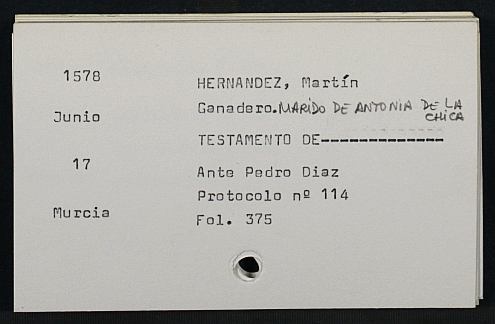 1578
Junio
17
Murcia
HERNANDEZ, Martín
Ganadero. MARIDO DE ANTONIA DE LA
CHICA
TESTAMENTO DE--------------
Ante Pedro Diaz
Protocolo nº 114
Fol. 375